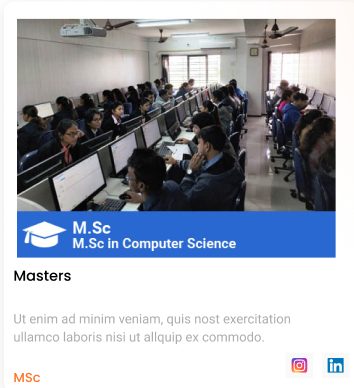 M.Sc
M.Sc in Computer Science
Masters
Ut enim ad minim veniam, quis nost exercitation
ullamco laboris nisi ut allquip ex commodo.
MSc